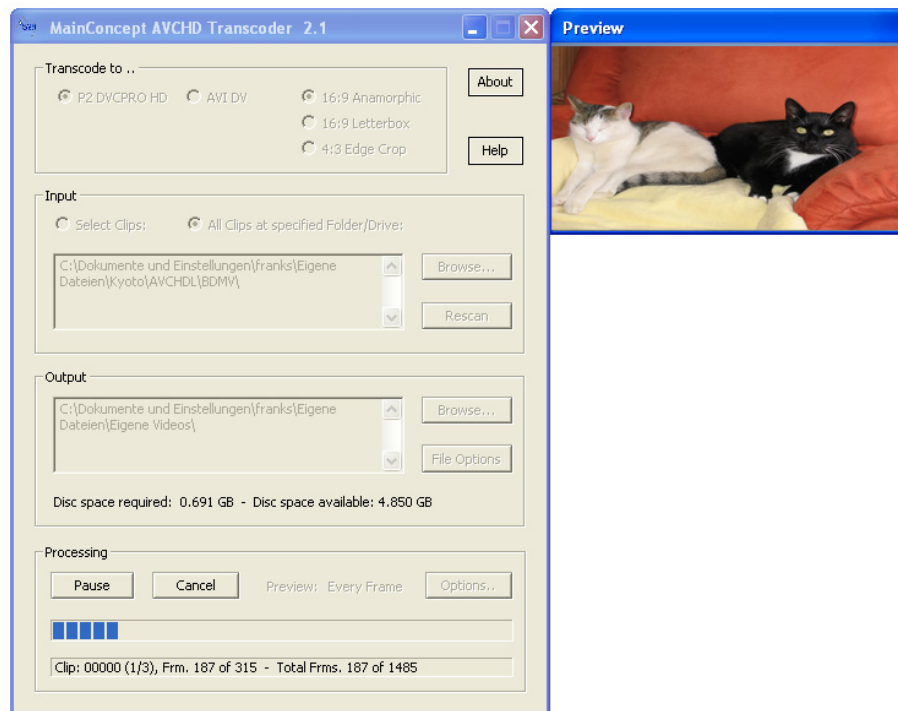 MainConcept AVCHD Transcoder 2.1
Preview
Transcode to ..
P2 DVCPRO HD
AVI DV
16:9 Anamorphic
16:9 Letterbox
4:3 Edge Crop
About
Help
Input
Select Clips:
All Clips at specified Folder/Drive:
C:\Dokumente und Einstellungen\franks\Eigene
Dateien\Kyoto\AVCHDL\BDMV\
Browse...
Rescan
Output
C:\Dokumente und Einstellungen\franks\Eigene
Dateien\Eigene Videos\
Browse...
File Options
Disc space required: 0.691 GB - Disc space available: 4.850 GB
Processing
Pause
Cancel
Preview: Every Frame
Options..
Clip: 00000 (1/3), Frm. 187 of 315 - Total Frms. 187 of 1485